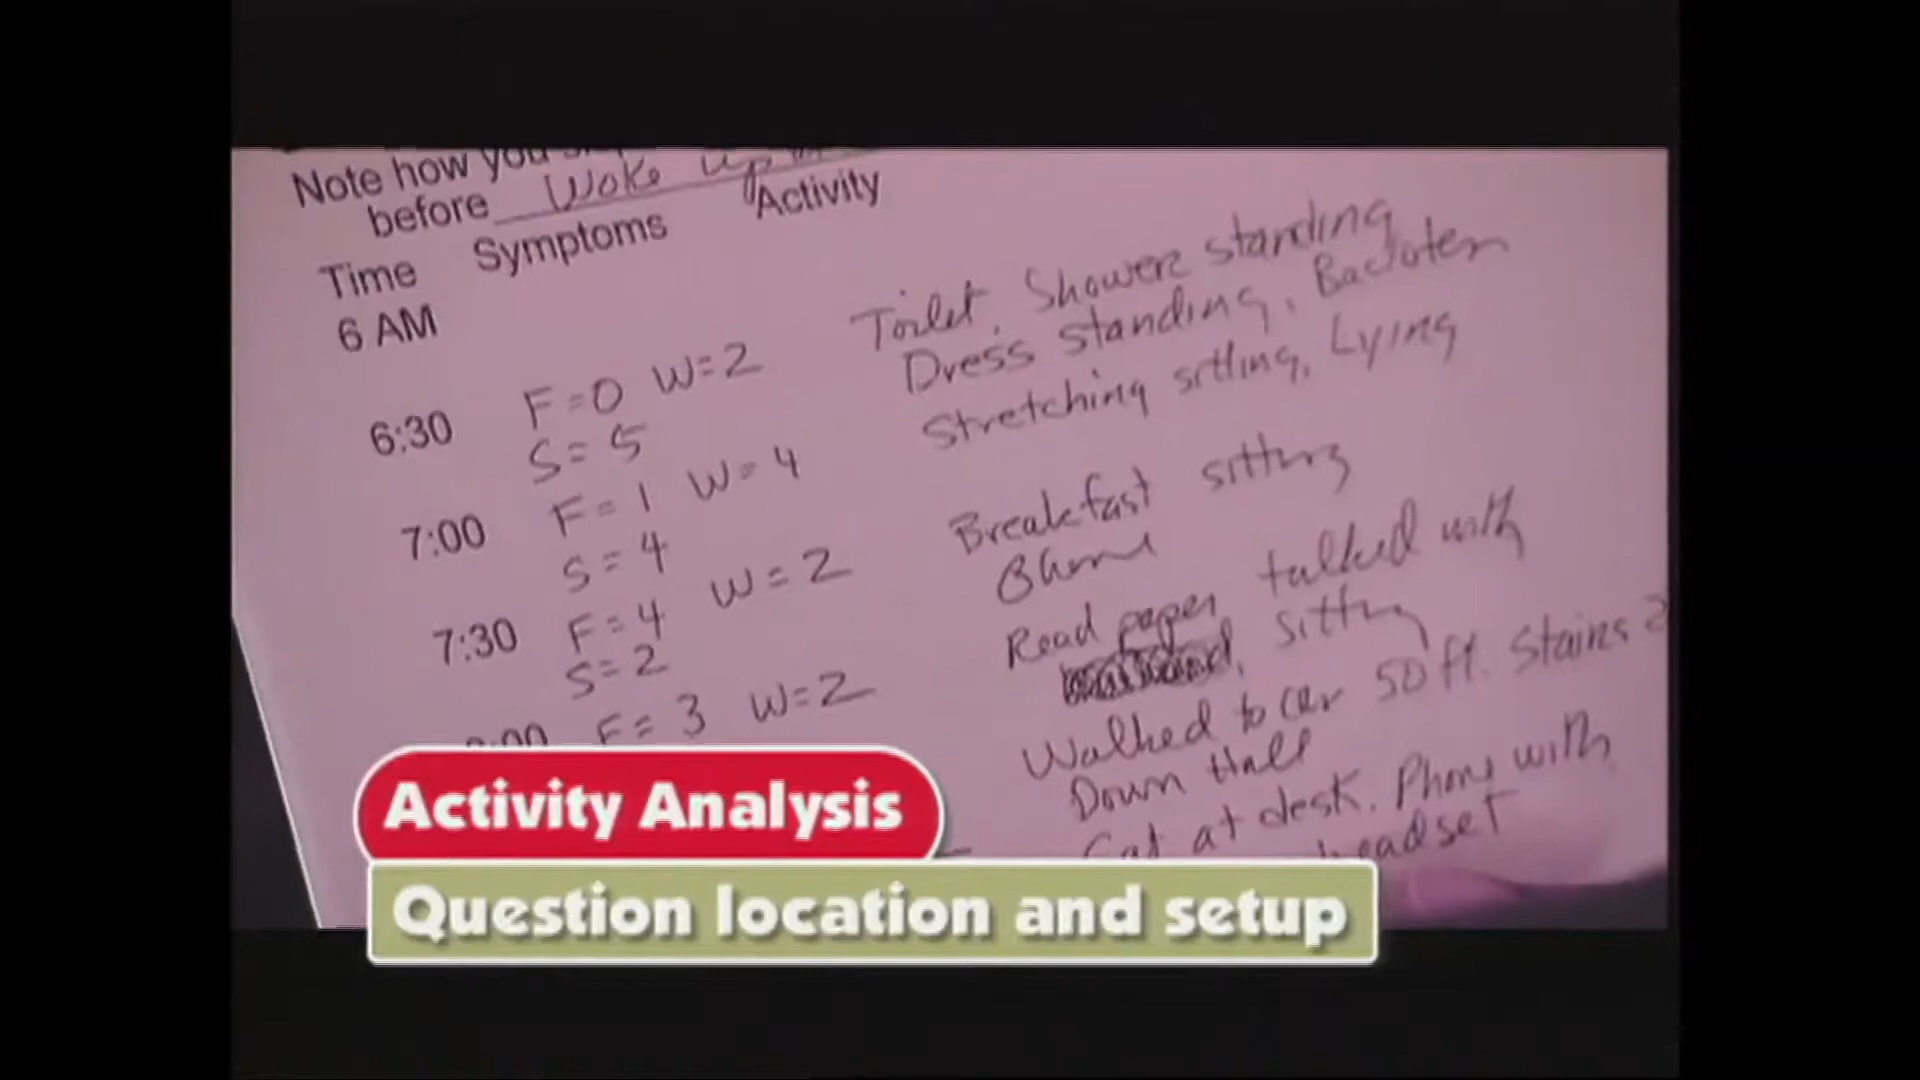 Note how you
before Woke up
Time Symptoms Activity
6 AM
Toilet, Shower standing
Dress standing,
6:30 F=0 W=2
S=5
Stretching sitting, Lying
7:00 F=1 W=4
S=4
Breakfast sitting
7:30 F=4 W=2
S=2
Read paper talked with
sitting
F=3 W=2
Walked to car 50 ft. Stairs 2
Down Hall
at desk. Phone with
headset
Activity Analysis
Question location and setup